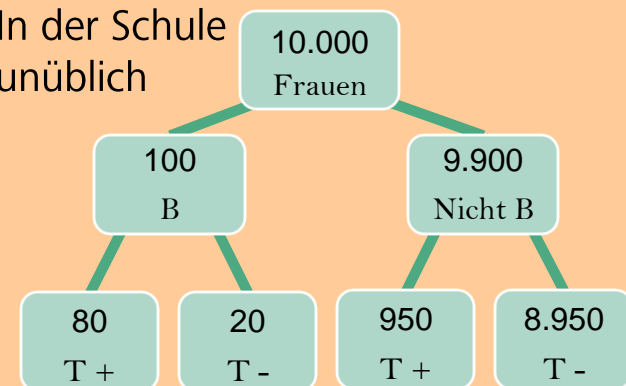 In der Schule
unüblich
10.000
Frauen
100
B
9.900
Nicht B
80
T +
20
T -
950
T +
8.950
T -